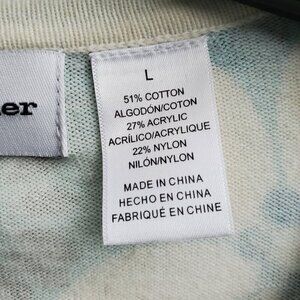 L
51% COTTON
ALGODÓN/COTON
27% ACRYLIC
ACRÍLICO/ACRYLIQUE
22% NYLON
NILÓN/NYLON
MADE IN CHINA
HECHO EN CHINA
FABRIQUÉ EN CHINE